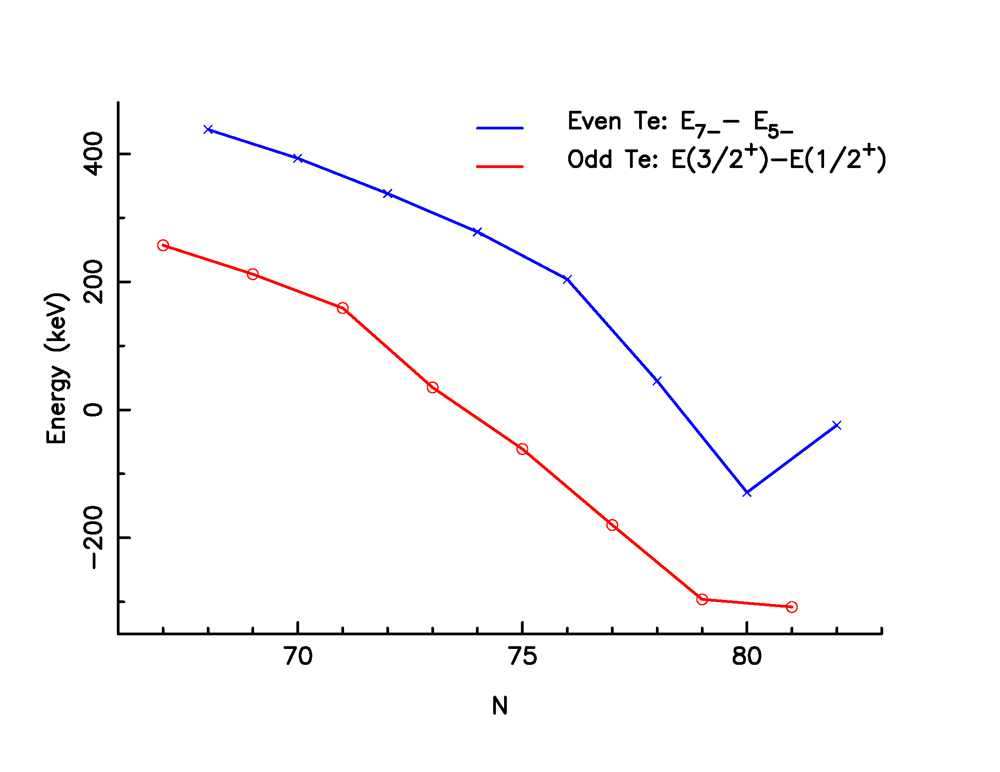 Even Te: E₇₋− E₅₋
Odd Te: E(3/2⁺)−E(1/2⁺)
400
200
0
−200
Energy (keV)
70 75 80
N